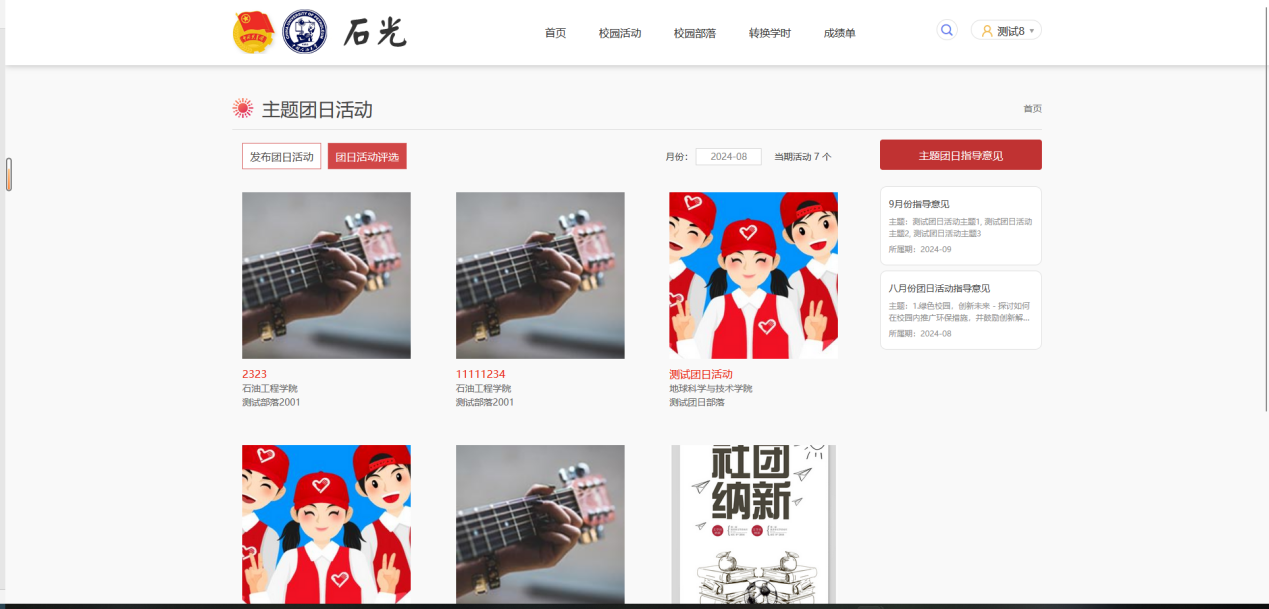 石光
首页 校园活动 校园部落 转换学时 成绩单
测试8
主题团日活动
首页
发布团日活动 团日活动评选
月份： 2024-08 当期活动 7 个
主题团日指导意见
9月份指导意见
主题：测试团日活动主题1, 测试团日活动
主题2, 测试团日活动主题3
所属期：2024-09
八月份团日活动指导意见
主题：1.绿色校园，创新未来 - 探讨如何
在校园内推广环保措施，并鼓励创新解...
所属期：2024-08
2323
石油工程学院
测试部落2001
11111234
石油工程学院
测试部落2001
测试团日活动
地球科学与技术学院
测试团日部落
社团
纳新